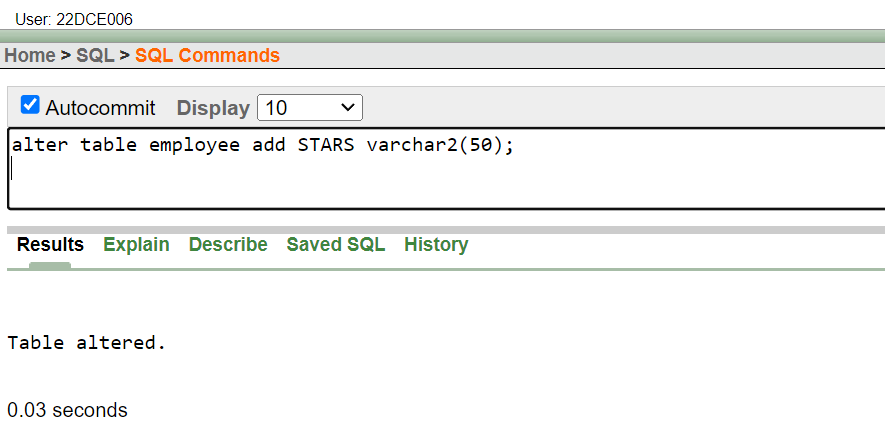 User: 22DCE006
Home > SQL > SQL Commands
Autocommit Display 10
alter table employee add STARS varchar2(50);
Results Explain Describe Saved SQL History
Table altered.
0.03 seconds